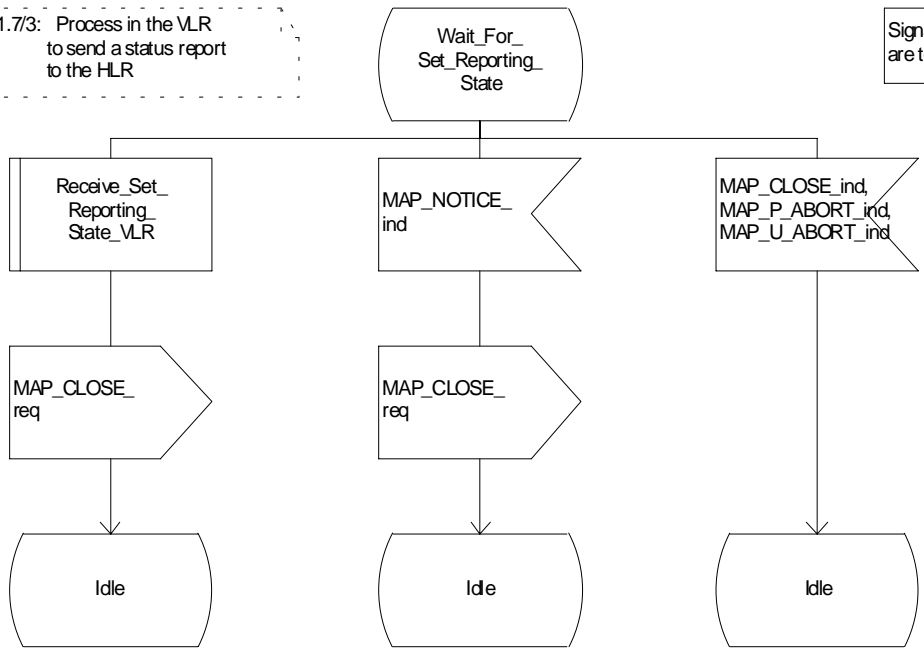 1.7/3: Process in the VLR
to send a status report
to the HLR
Wait_For_
Set_Reporting_
State
Sign
are t
Receive_Set_
Reporting_
State_VLR
MAP_NOTICE_
ind
MAP_CLOSE_ind,
MAP_P_ABORT_ind,
MAP_U_ABORT_ind
MAP_CLOSE_
req
MAP_CLOSE_
req
Idle
Idle
Idle